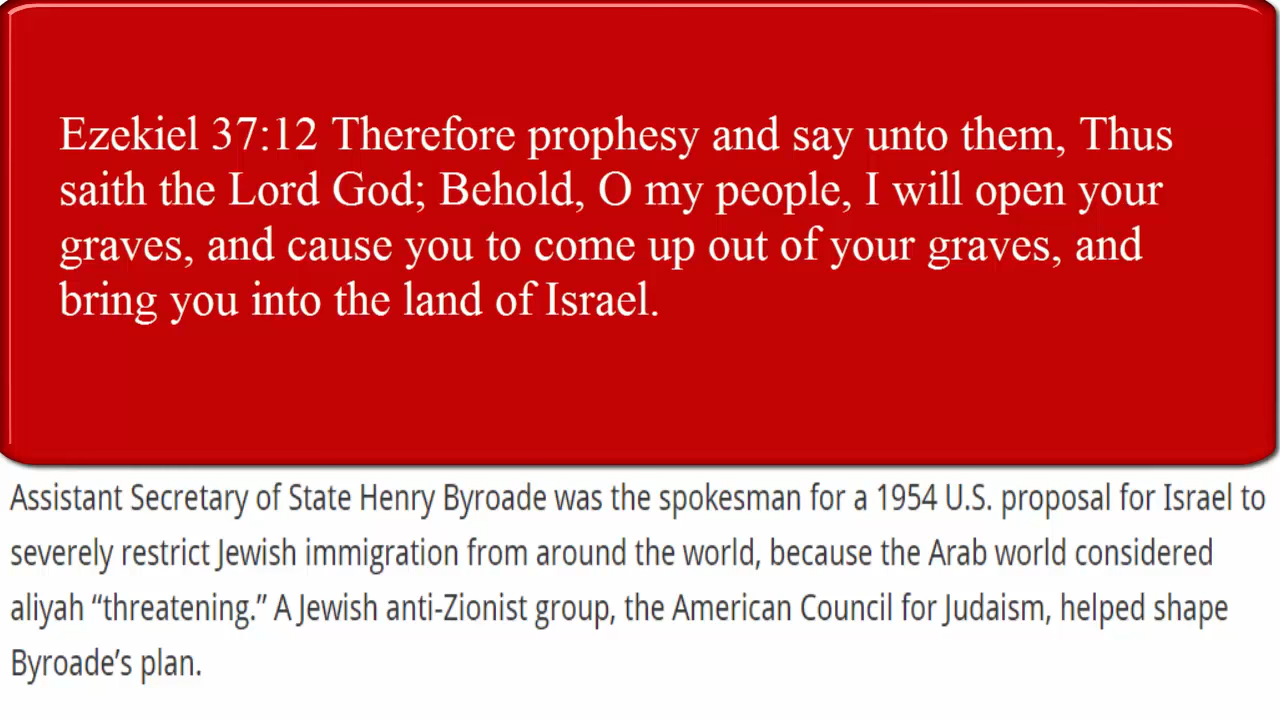 Ezekiel 37:12 Therefore prophesy and say unto them, Thus
saith the Lord God; Behold, O my people, I will open your
graves, and cause you to come up out of your graves, and
bring you into the land of Israel.
Assistant Secretary of State Henry Byroade was the spokesman for a 1954 U.S. proposal for Israel to
severely restrict Jewish immigration from around the world, because the Arab world considered
aliyah “threatening.” A Jewish anti-Zionist group, the American Council for Judaism, helped shape
Byroade’s plan.